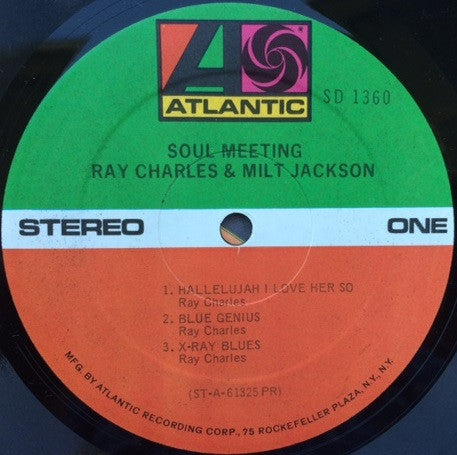 ATLANTIC
SD 1360
SOUL MEETING
RAY CHARLES & MILT JACKSON
STEREO
ONE
1. HALLELUJAH I LOVE HER SO
Ray Charles
2. BLUE GENIUS
Ray Charles
3. X-RAY BLUES
Ray Charles
(ST-A-61325 PR)
MFG. BY ATLANTIC RECORDING CORP., 75 ROCKEFELLER PLAZA, N.Y., N.Y.